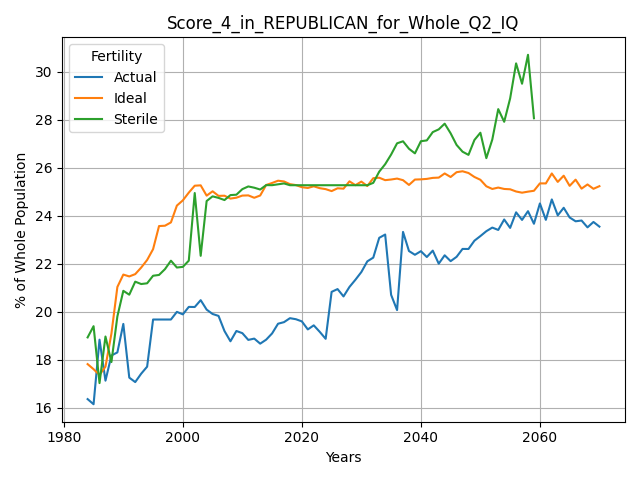 Score_4_in_REPUBLICAN_for_Whole_Q2_IQ
Fertility
Actual
Ideal
Sterile
% of Whole Population
30
28
26
24
22
20
18
16
1980
2000
2020
2040
2060
Years